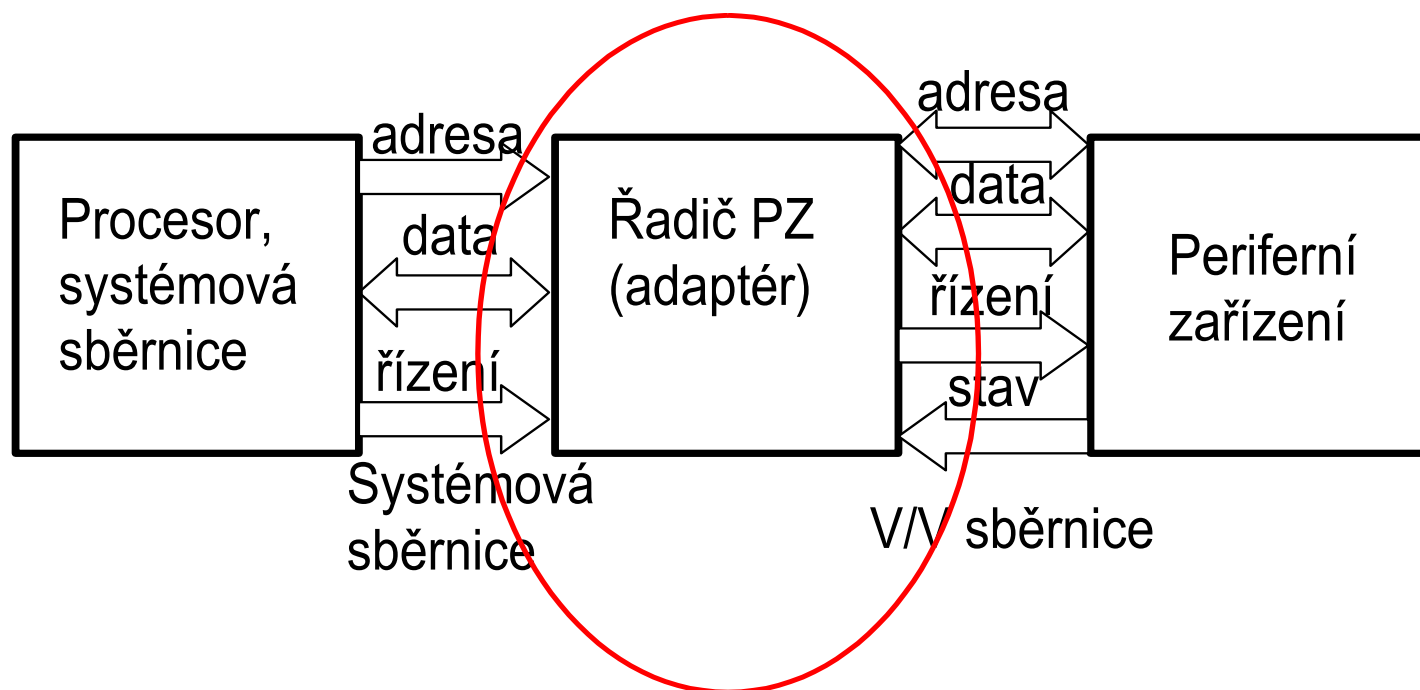 Procesor,
systémová
sběrnice
adresa
data
řízení
Systémová
sběrnice
Řadič PZ
(adaptér)
adresa
data
řízení
stav
V/V sběrnice
Periferní
zařízení